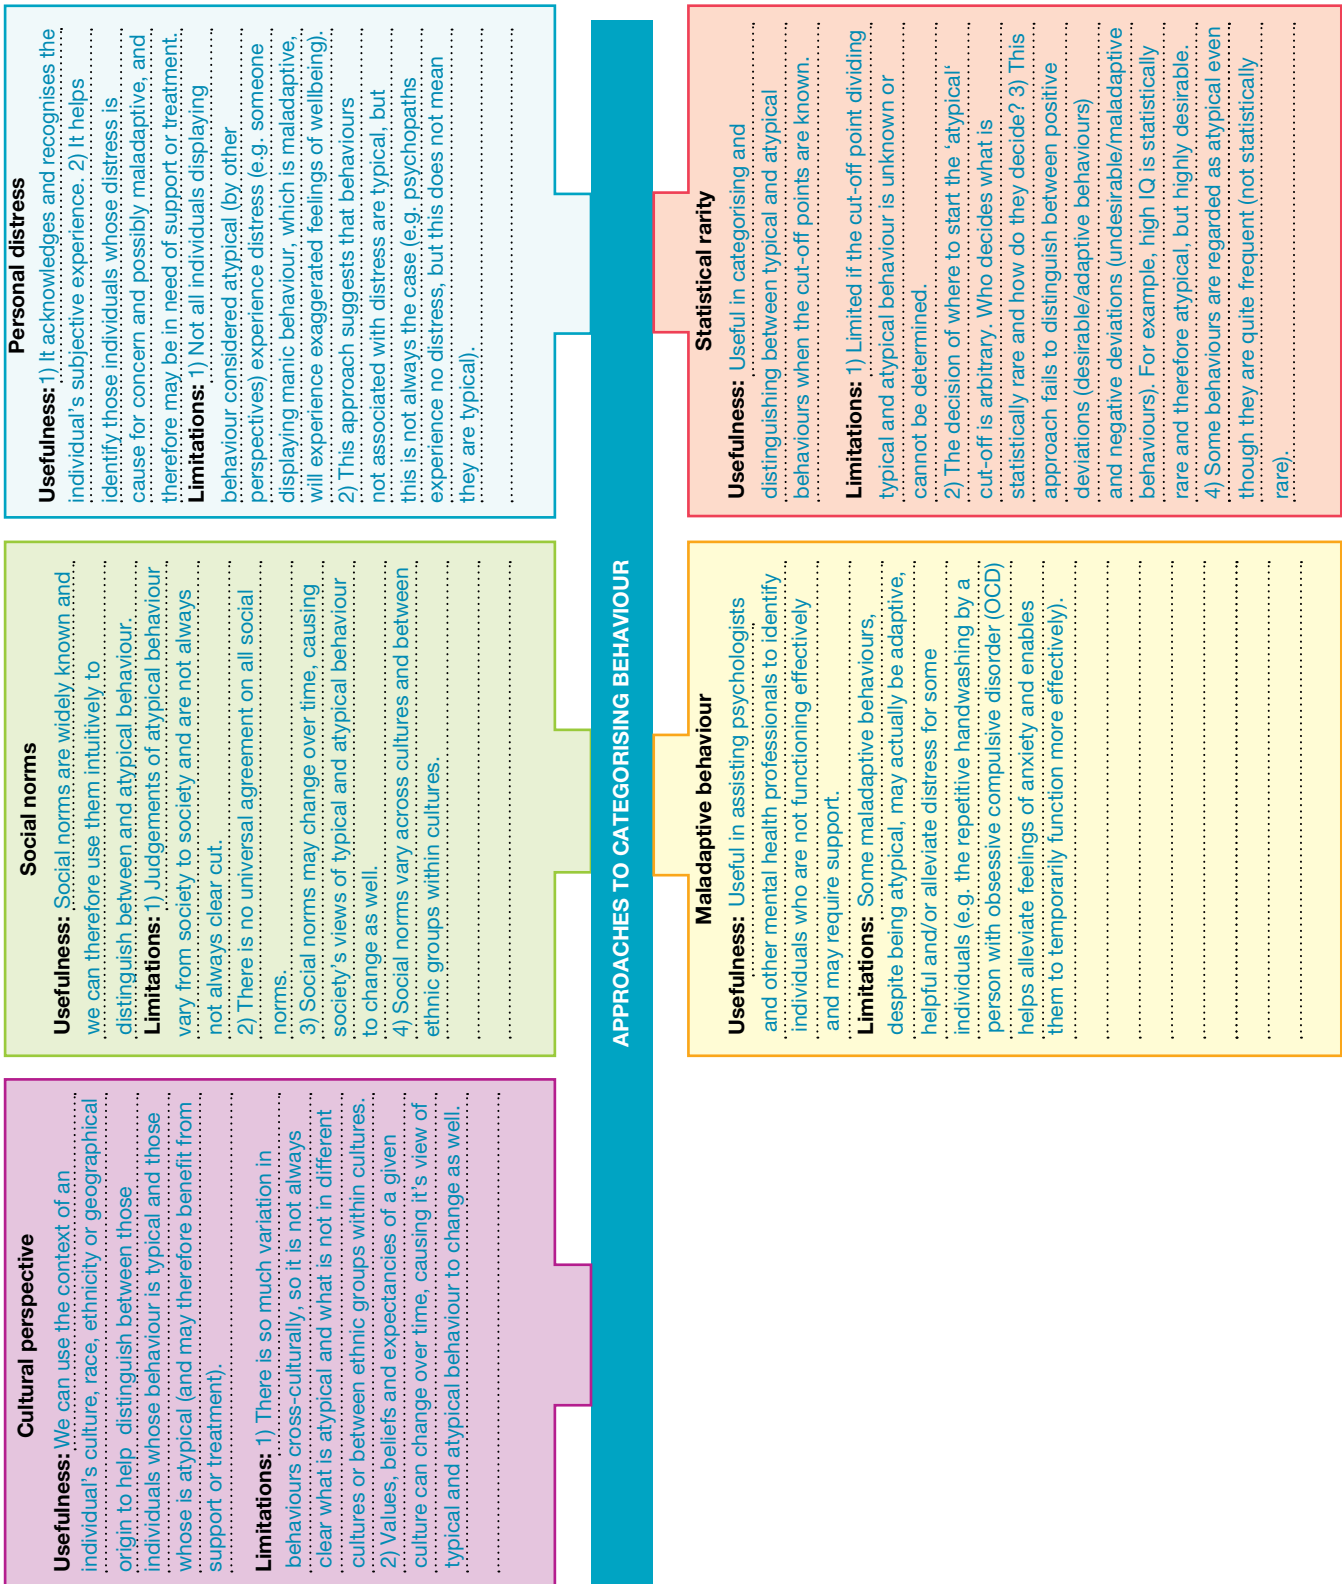 Cultural perspective
Usefulness: We can use the context of an
individual's culture, race, ethnicity or geographical
origin to help distinguish between those
individuals whose behaviour is typical and those
whose is atypical (and may therefore benefit from
support or treatment).
Limitations: 1) There is so much variation in
behaviours cross-culturally, so it is not always
clear what is atypical and what is not in different
cultures or between ethnic groups within cultures.
2) Values, beliefs and expectancies of a given
culture can change over time, causing it's view of
typical and atypical behaviour to change as well.
Social norms
Usefulness: Social norms are widely known and
we can therefore use them intuitively to
distinguish between and atypical behaviour.
Limitations: 1) Judgements of atypical behaviour
vary from society to society and are not always
not always clear cut.
2) There is no universal agreement on all social
norms.
3) Social norms may change over time, causing
society's views of typical and atypical behaviour
to change as well.
4) Social norms vary across cultures and between
ethnic groups within cultures.
Personal distress
Usefulness: 1) It acknowledges and recognises the
individual's subjective experience. 2) It helps
identify those individuals whose distress is
cause for concern and possibly maladaptive, and
therefore may be in need of support or treatment.
Limitations: 1) Not all individuals displaying
behaviour considered atypical (by other
perspectives) experience distress (e.g. someone
displaying manic behaviour, which is maladaptive,
will experience exaggerated feelings of wellbeing).
2) This approach suggests that behaviours
not associated with distress are typical, but
this is not always the case (e.g. psychopaths
experience no distress, but this does not mean
they are typical).
APPROACHES TO CATEGORISING BEHAVIOUR
Maladaptive behaviour
Usefulness: Useful in assisting psychologists
and other mental health professionals to identify
individuals who are not functioning effectively
and may require support.
Limitations: Some maladaptive behaviours,
despite being atypical, may actually be adaptive,
helpful and/or alleviate distress for some
individuals (e.g. the repetitive handwashing by a
person with obsessive compulsive disorder (OCD)
helps alleviate feelings of anxiety and enables
them to temporarily function more effectively).
Statistical rarity
Usefulness: Useful in categorising and
distinguishing between typical and atypical
behaviours when the cut-off points are known.
Limitations: 1) Limited if the cut-off point dividing
typical and atypical behaviour is unknown or
cannot be determined.
2) The decision of where to start the 'atypical'
cut-off is arbitrary. Who decides what is
statistically rare and how do they decide? 3) This
approach fails to distinguish between positive
deviations (desirable/adaptive behaviours)
and negative deviations (undesirable/maladaptive
behaviours). For example, high IQ is statistically
rare and therefore atypical, but highly desirable.
4) Some behaviours are regarded as atypical even
though they are quite frequent (not statistically
rare).